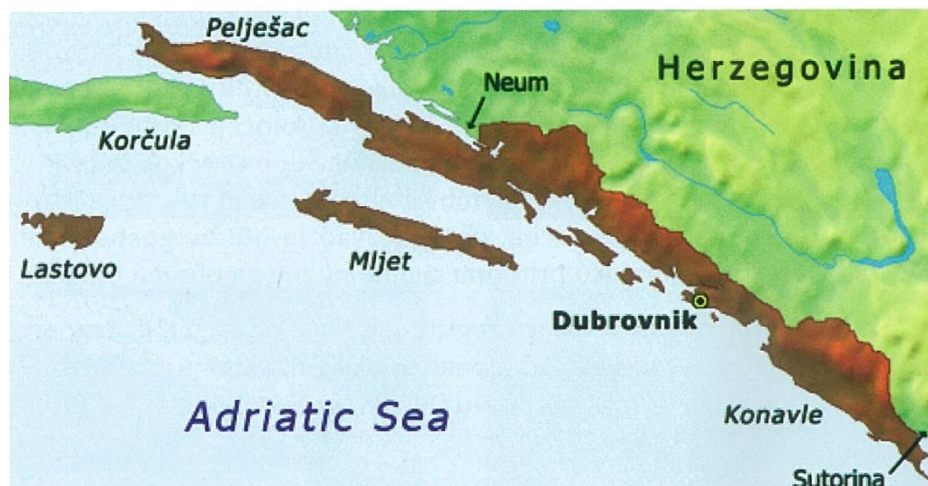 Pelješac
Herzegovina
Neum
Korčula
Lastovo
Mljet
Dubrovnik
Adriatic Sea
Konavle
Sutorina